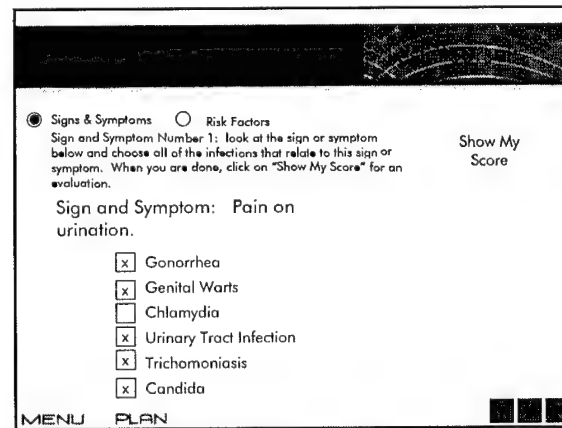 Signs & Symptoms Risk Factors
Sign and Symptom Number 1: look at the sign or symptom
below and choose all of the infections that relate to this sign or
symptom. When you are done, click on "Show My Score" for an
evaluation.
Show My
Score
Sign and Symptom: Pain on
urination.
x Gonorrhea
x Genital Warts
Chlamydia
x Urinary Tract Infection
x Trichomoniasis
x Candida
MENU PLAN